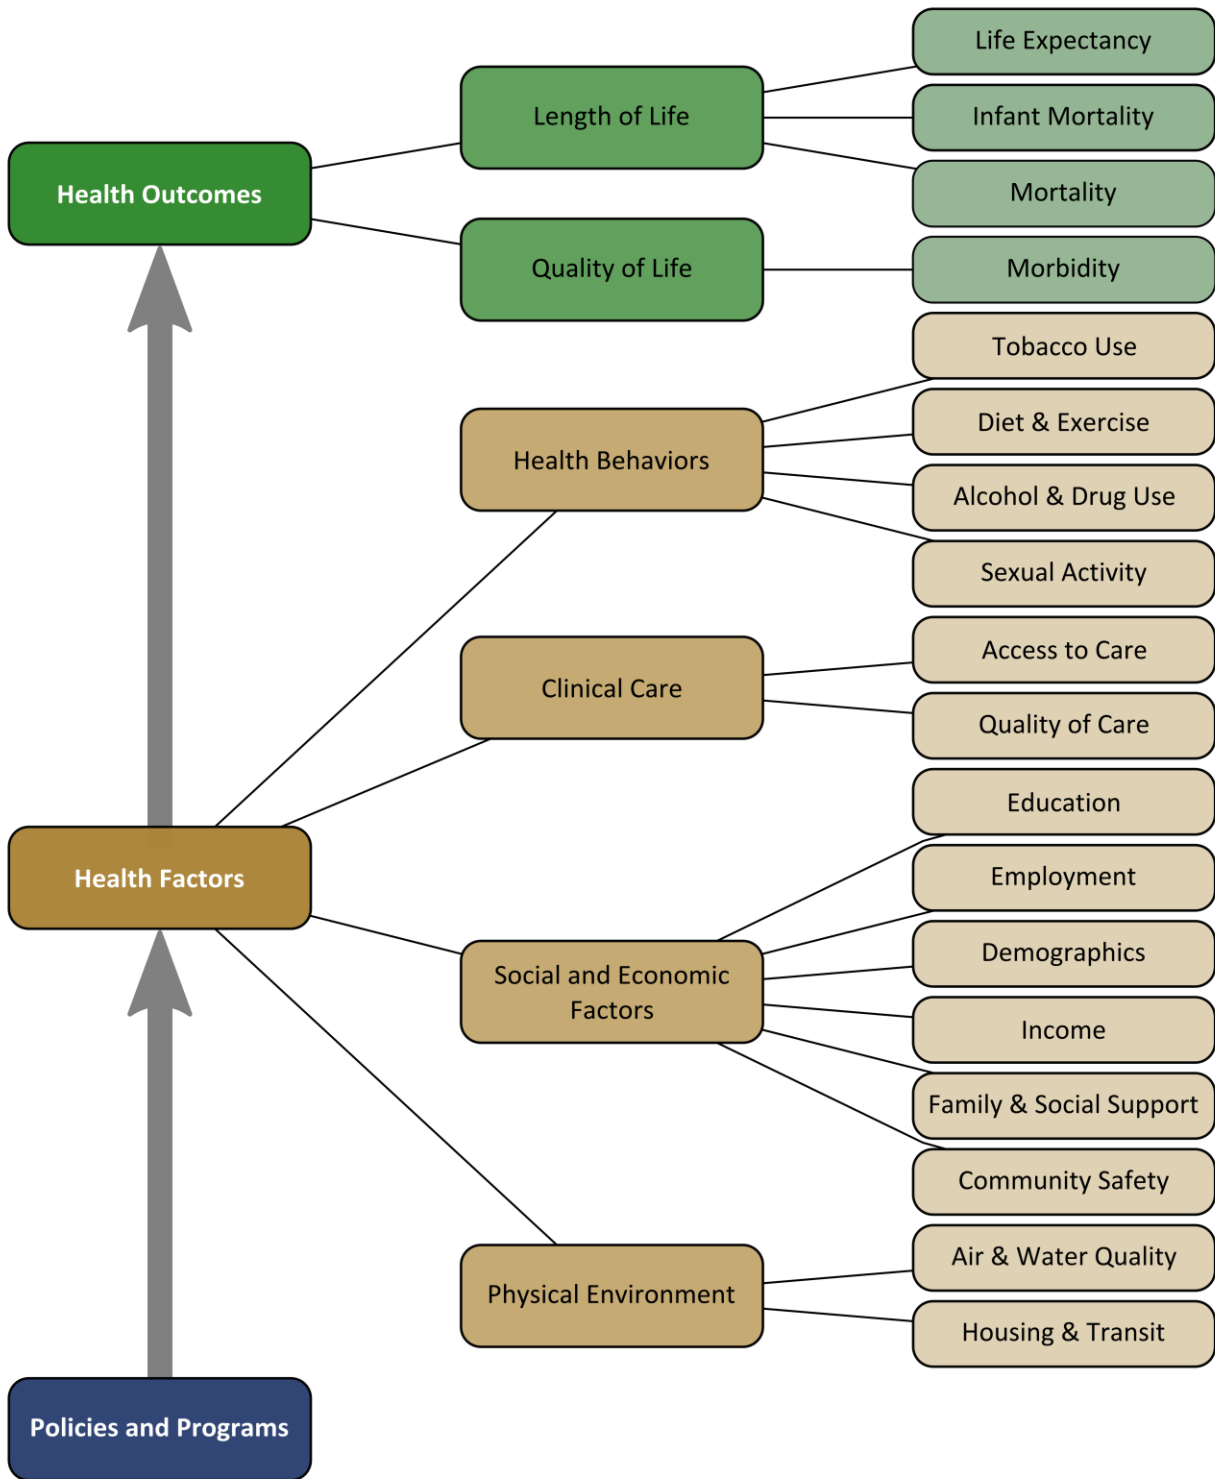 Life Expectancy
Length of Life
Infant Mortality
Health Outcomes
Mortality
Quality of Life
Morbidity
Tobacco Use
Diet & Exercise
Health Behaviors
Alcohol & Drug Use
Sexual Activity
Access to Care
Clinical Care
Quality of Care
Education
Health Factors
Employment
Demographics
Social and Economic
Factors
Income
Family & Social Support
Community Safety
Air & Water Quality
Physical Environment
Housing & Transit
Policies and Programs